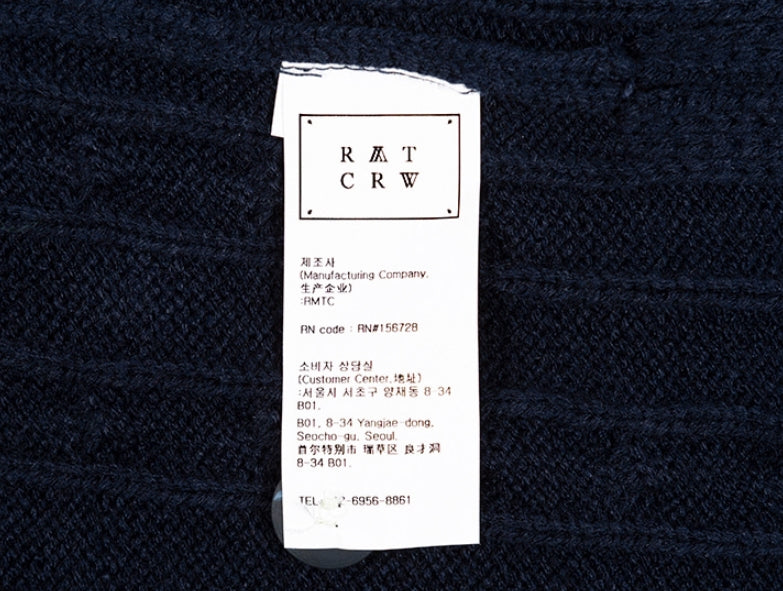 RMT
CRW
제조사
(Manufacturing Company,
生产企业)
:RMTC
RN code : RN#156728
소비자 상담실
(Customer Center,地址)
:서울시 서초구 양재동 8-34
B01,
B01, 8-34 Yangjae-dong,
Seocho-gu, Seoul,
首尔特别市 瑞草区 良才洞
8-34 B01,
TEL -6956-8861